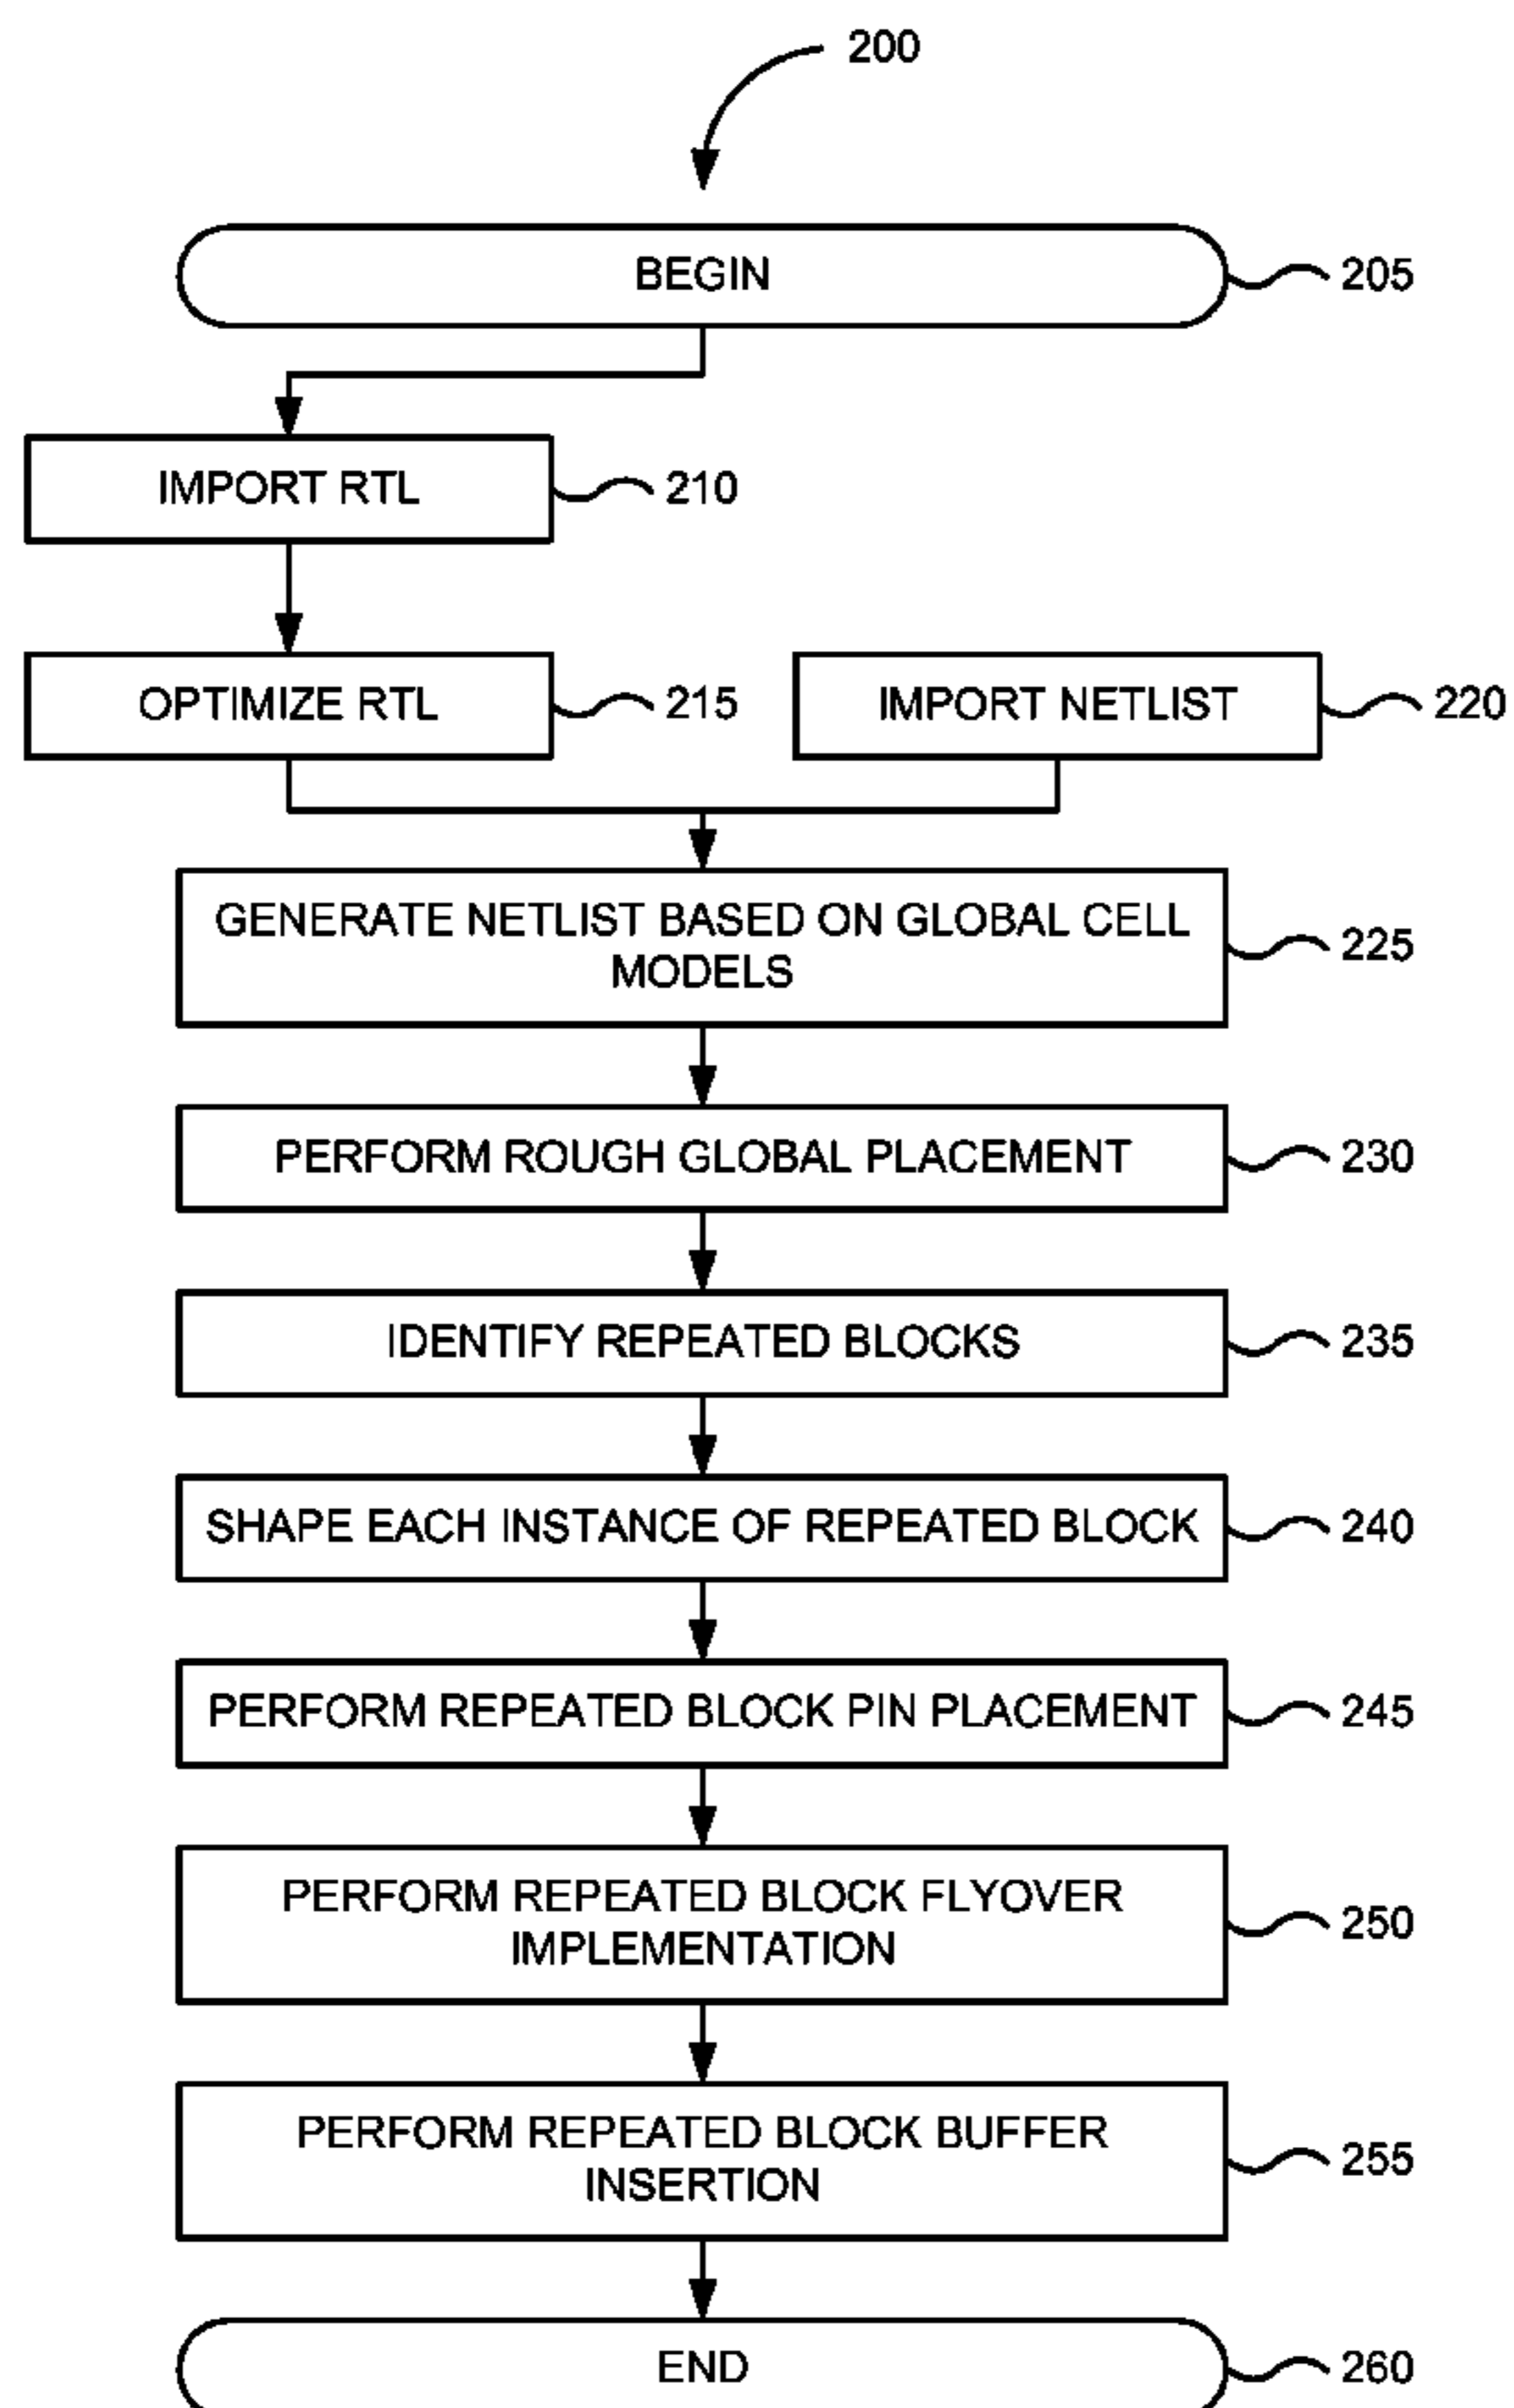 200
BEGIN
205
IMPORT RTL
210
OPTIMIZE RTL
215
IMPORT NETLIST
220
GENERATE NETLIST BASED ON GLOBAL CELL
MODELS
225
PERFORM ROUGH GLOBAL PLACEMENT
230
IDENTIFY REPEATED BLOCKS
235
SHAPE EACH INSTANCE OF REPEATED BLOCK
240
PERFORM REPEATED BLOCK PIN PLACEMENT
245
PERFORM REPEATED BLOCK FLYOVER
IMPLEMENTATION
250
PERFORM REPEATED BLOCK BUFFER
INSERTION
255
END
260